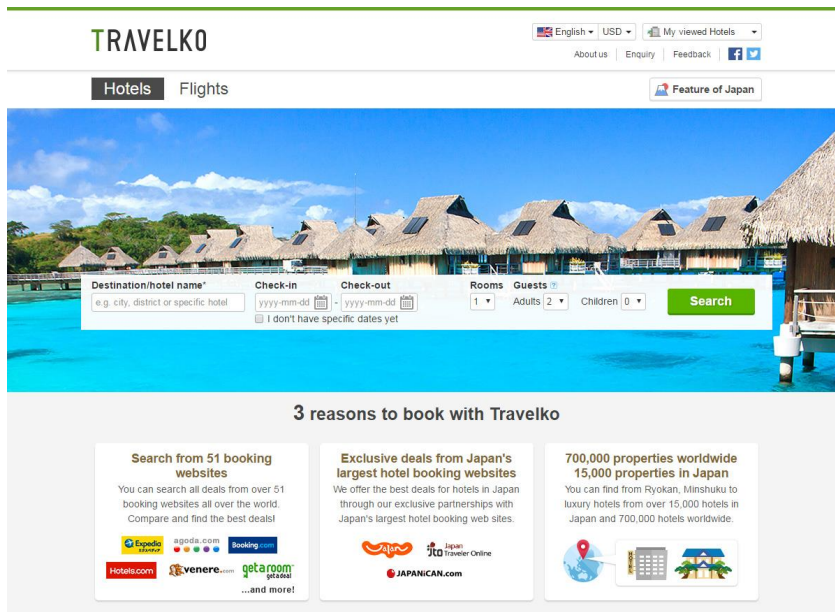 TRAVELKO
English USD My viewed Hotels
About us Enquiry Feedback
Hotels Flights
Feature of Japan
Destination/hotel name* Check-in Check-out Rooms Guests ?
e.g. city, district or specific hotel yyyy-mm-dd - yyyy-mm-dd 1 Adults 2 Children 0 Search
I don't have specific dates yet
3 reasons to book with Travelko
Search from 51 booking
websites
You can search all deals from over 51
booking websites all over the world.
Compare and find the best deals!
Expedia agoda.com Booking.com
Hotels.com venere.com getaroom
getadeal
...and more!
Exclusive deals from Japan's
largest hotel booking websites
We offer the best deals for hotels in Japan
through our exclusive partnerships with
Japan's largest hotel booking web sites.
Jalan Japan
jto Traveler Online
JAPANiCAN.com
700,000 properties worldwide
15,000 properties in Japan
You can find from Ryokan, Minshuku to
luxury hotels from over 15,000 hotels in
Japan and 700,000 hotels worldwide.
HOTEL